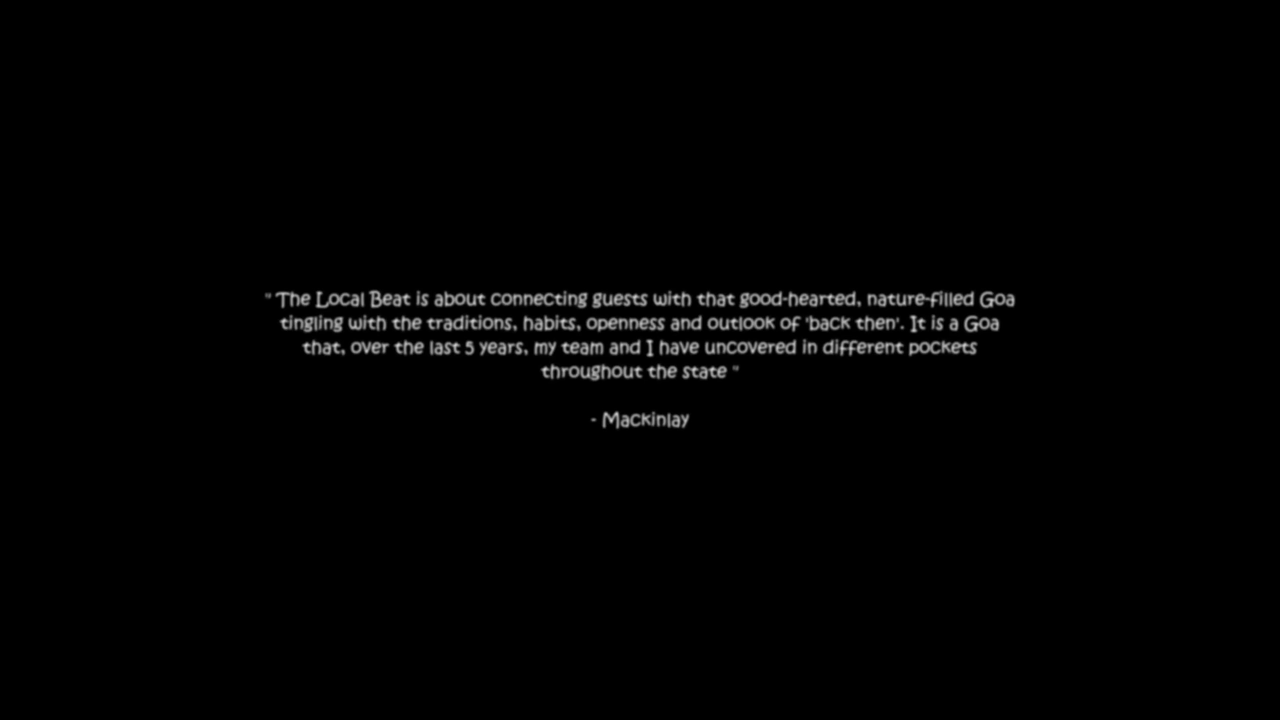 " The Local Beat is about connecting guests with that good-hearted, nature-filled Goa
tingling with the traditions, habits, openness and outlook of 'back then'. It is a Goa
that, over the last 5 years, my team and I have uncovered in different pockets
throughout the state "
- Mackinlay